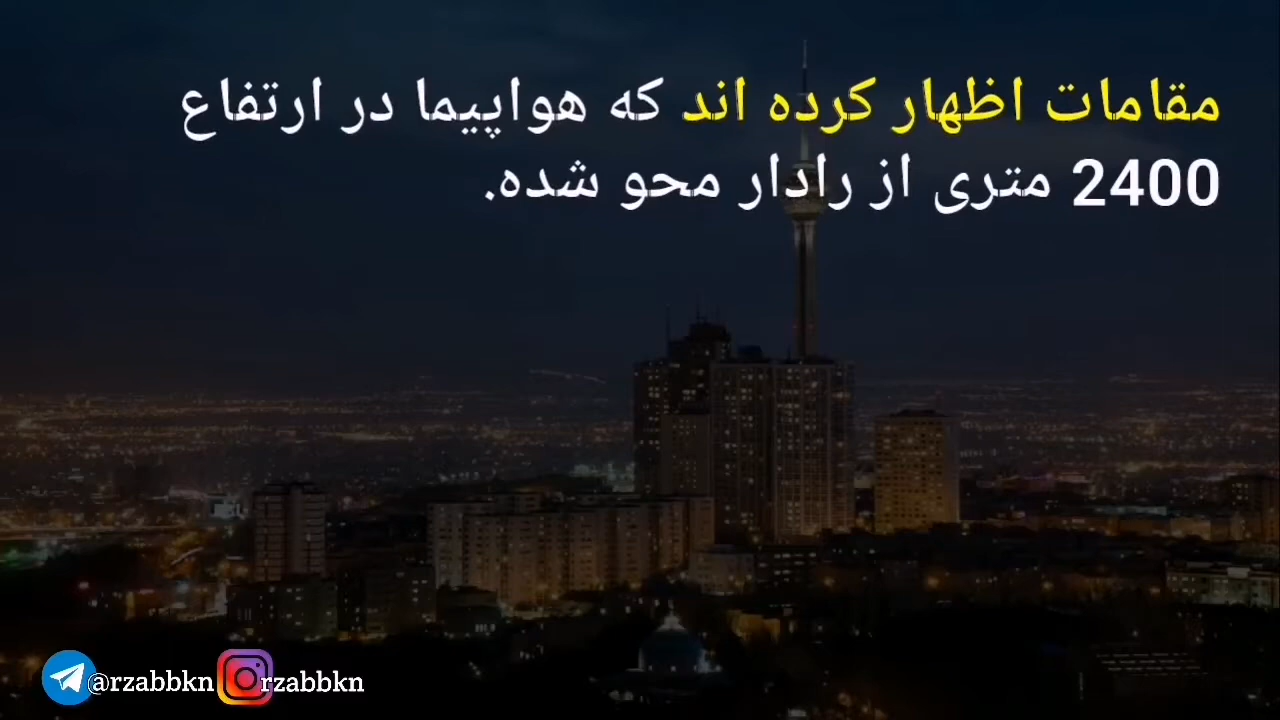 مقامات اظهار کرده اند که هواپیما در ارتفاع
2400 متری از رادار محو شده.
@rzabbkn rzabbkn